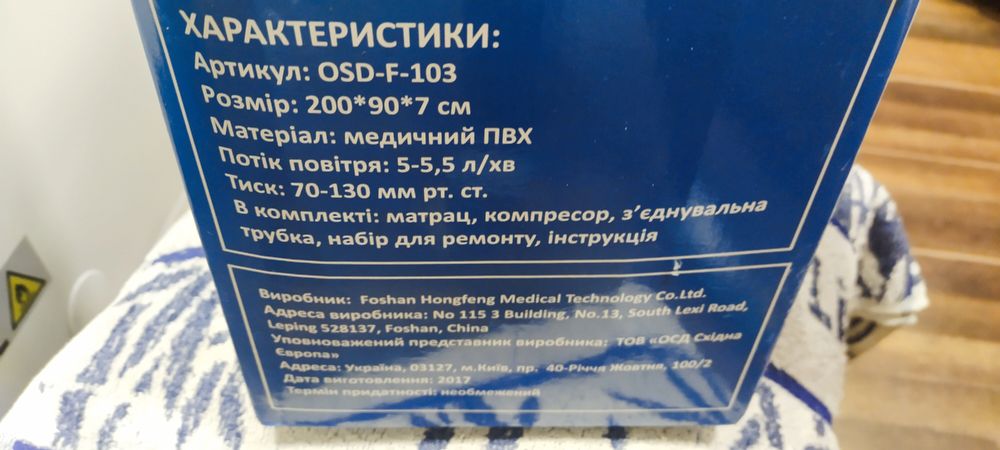 ХАРАКТЕРИСТИКИ:
Артикул: OSD-F-103
Розмір: 200*90*7 см
Матеріал: медичний ПВХ
Потік повітря: 5-5,5 л/хв
Тиск: 70-130 мм рт. ст.
В комплекті: матрац, компресор, з’єднувальна
трубка, набір для ремонту, інструкція
Виробник: Foshan Hongfeng Medical Technology Co.Ltd.
Адреса виробника: No 115 3 Building, No.13, South Lexi Road,
Leping 528137, Foshan, China
Уповноважений представник виробника: ТОВ «ОСД Східна
Європа»
Адреса: Україна, 03127, м.Київ, пр. 40-Річчя Жовтня, 100/2
Дата виготовлення: 2017
Термін придатності: необмежений